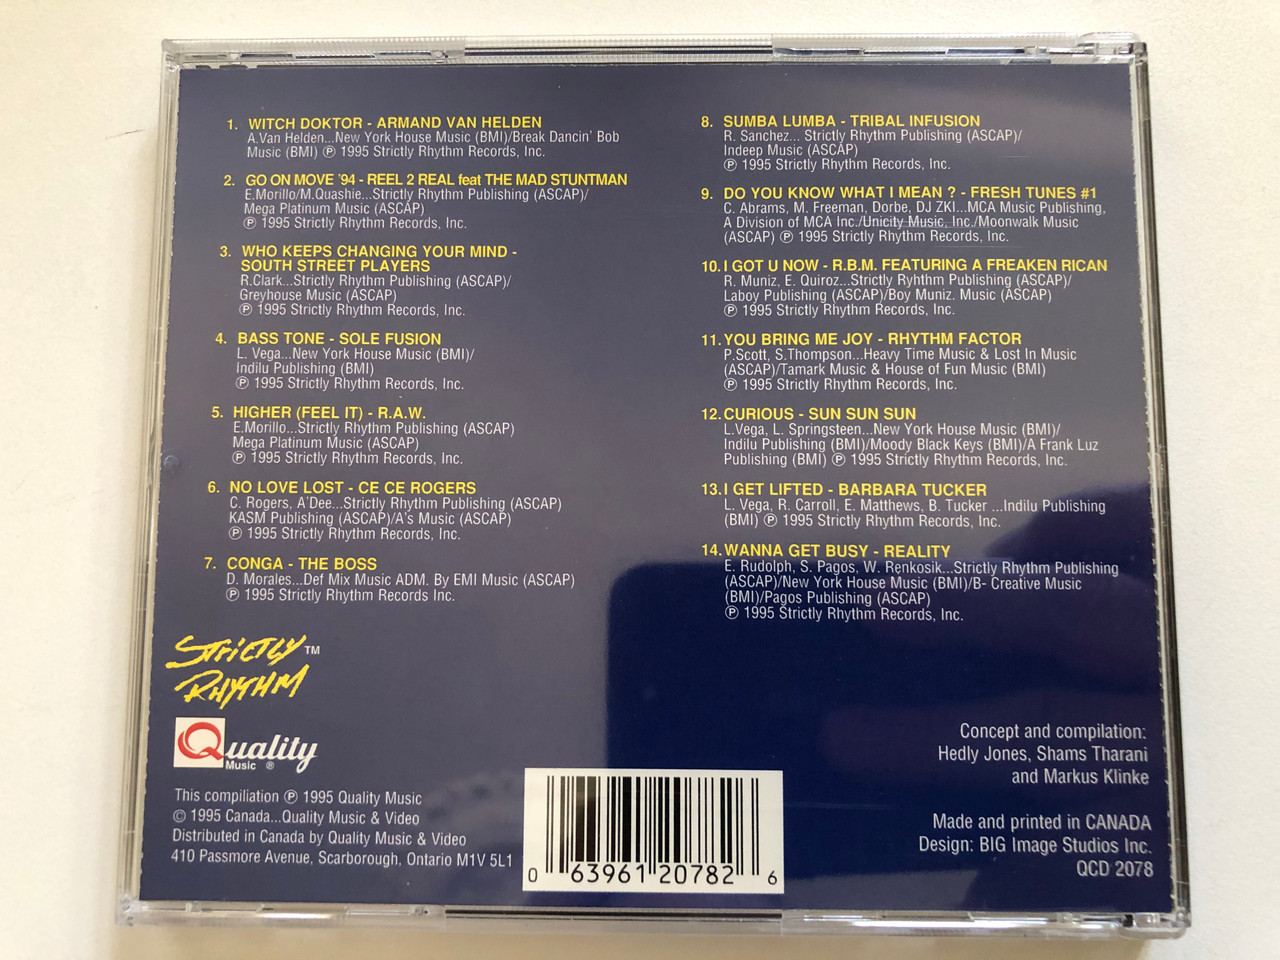 1. WITCH DOKTOR - ARMAND VAN HELDEN
A.Van Helden...New York House Music (BMI)/Break Dancin' Bob
Music (BMI) ℗ 1995 Strictly Rhythm Records, Inc.
2. GO ON MOVE '94 - REEL 2 REAL feat THE MAD STUNTMAN
E.Morillo/M.Quashie...Strictly Rhythm Publishing (ASCAP)/
Mega Platinum Music (ASCAP)
℗ 1995 Strictly Rhythm Records, Inc.
3. WHO KEEPS CHANGING YOUR MIND -
SOUTH STREET PLAYERS
R.Clark...Strictly Rhythm Publishing (ASCAP)/
Greyhouse Music (ASCAP)
℗ 1995 Strictly Rhythm Records, Inc.
4. BASS TONE - SOLE FUSION
L. Vega...New York House Music (BMI)/
Indilu Publishing (BMI)
℗ 1995 Strictly Rhythm Records, Inc.
5. HIGHER (FEEL IT) - R.A.W.
E.Morillo...Strictly Rhythm Publishing (ASCAP)
Mega Platinum Music (ASCAP)
℗ 1995 Strictly Rhythm Records, Inc.
6. NO LOVE LOST - CE CE ROGERS
C. Rogers, A'Dee...Strictly Rhythm Publishing (ASCAP)
KASM Publishing (ASCAP)/A's Music (ASCAP)
℗ 1995 Strictly Rhythm Records, Inc.
7. CONGA - THE BOSS
D. Morales...Def Mix Music ADM. By EMI Music (ASCAP)
℗ 1995 Strictly Rhythm Records Inc.
8. SUMBA LUMBA - TRIBAL INFUSION
R. Sanchez... Strictly Rhythm Publishing (ASCAP)/
Indeep Music (ASCAP)
℗ 1995 Strictly Rhythm Records, Inc.
9. DO YOU KNOW WHAT I MEAN ? - FRESH TUNES #1
C. Abrams, M. Freeman, Dorbe, DJ ZKI...MCA Music Publishing,
A Division of MCA Inc./Unicity Music, Inc./Moonwalk Music
(ASCAP) ℗ 1995 Strictly Rhythm Records, Inc.
10. I GOT U NOW - R.B.M. FEATURING A FREAKEN RICAN
R. Muniz, E. Quiroz...Strictly Ryhthm Publishing (ASCAP)/
Laboy Publishing (ASCAP)/Boy Muniz. Music (ASCAP)
℗ 1995 Strictly Rhythm Records, Inc.
11. YOU BRING ME JOY - RHYTHM FACTOR
P.Scott, S.Thompson...Heavy Time Music & Lost In Music
(ASCAP)/Tamark Music & House of Fun Music (BMI)
℗ 1995 Strictly Rhythm Records, Inc.
12. CURIOUS - SUN SUN SUN
L.Vega, L. Springsteen...New York House Music (BMI)/
Indilu Publishing (BMI)/Moody Black Keys (BMI)/A Frank Luz
Publishing (BMI) ℗ 1995 Strictly Rhythm Records, Inc.
13. I GET LIFTED - BARBARA TUCKER
L. Vega, R. Carroll, E. Matthews, B. Tucker ...Indilu Publishing
(BMI) ℗ 1995 Strictly Rhythm Records, Inc.
14. WANNA GET BUSY - REALITY
E. Rudolph, S. Pagos, W. Renkosik...Strictly Rhythm Publishing
(ASCAP)/New York House Music (BMI)/B- Creative Music
(BMI)/Pagos Publishing (ASCAP)
℗ 1995 Strictly Rhythm Records, Inc.
STRICTLY ™
RHYTHM
Quality
Music ®
This compilation ℗ 1995 Quality Music
© 1995 Canada...Quality Music & Video
Distributed in Canada by Quality Music & Video
410 Passmore Avenue, Scarborough, Ontario M1V 5L1
0 63961 20782 6
Concept and compilation:
Hedly Jones, Shams Tharani
and Markus Klinke
Made and printed in CANADA
Design: BIG Image Studios Inc.
QCD 2078